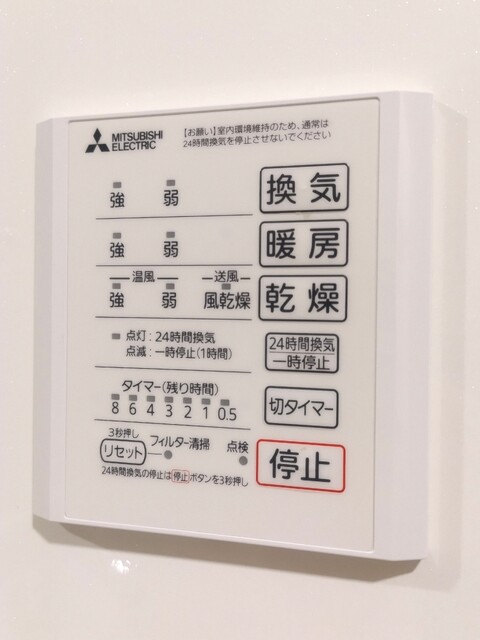 MITSUBISHI
ELECTRIC
【お願い】室内環境維持のため、通常は
24時間換気を停止させないでください
強 弱 換気
強 弱 暖房
温風 送風
強 弱 風乾燥 乾燥
点灯:24時間換気
点滅:一時停止(1時間)
24時間換気
一時停止
タイマー(残り時間)
8 6 4 3 2 1 0.5
切タイマー
3秒押し
リセット フィルター清掃 点検
停止
24時間換気の停止は 停止 ボタンを3秒押し